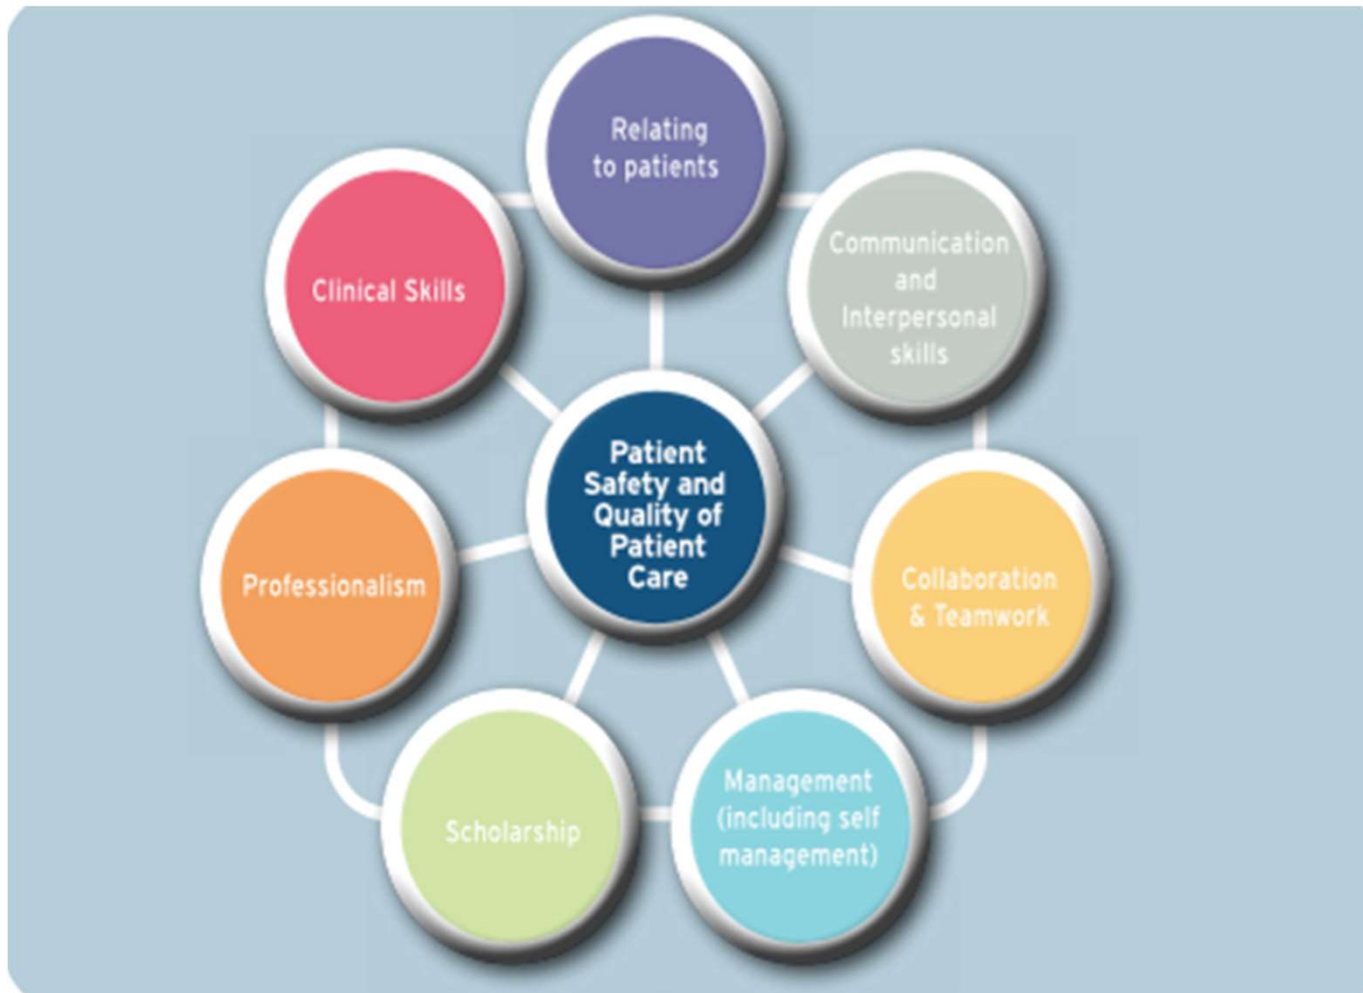 Relating
to patients
Communication
and
Interpersonal
skills
Clinical Skills
Patient
Safety and
Quality of
Patient
Care
Professionalism
Collaboration
& Teamwork
Management
(including self
management)
Scholarship